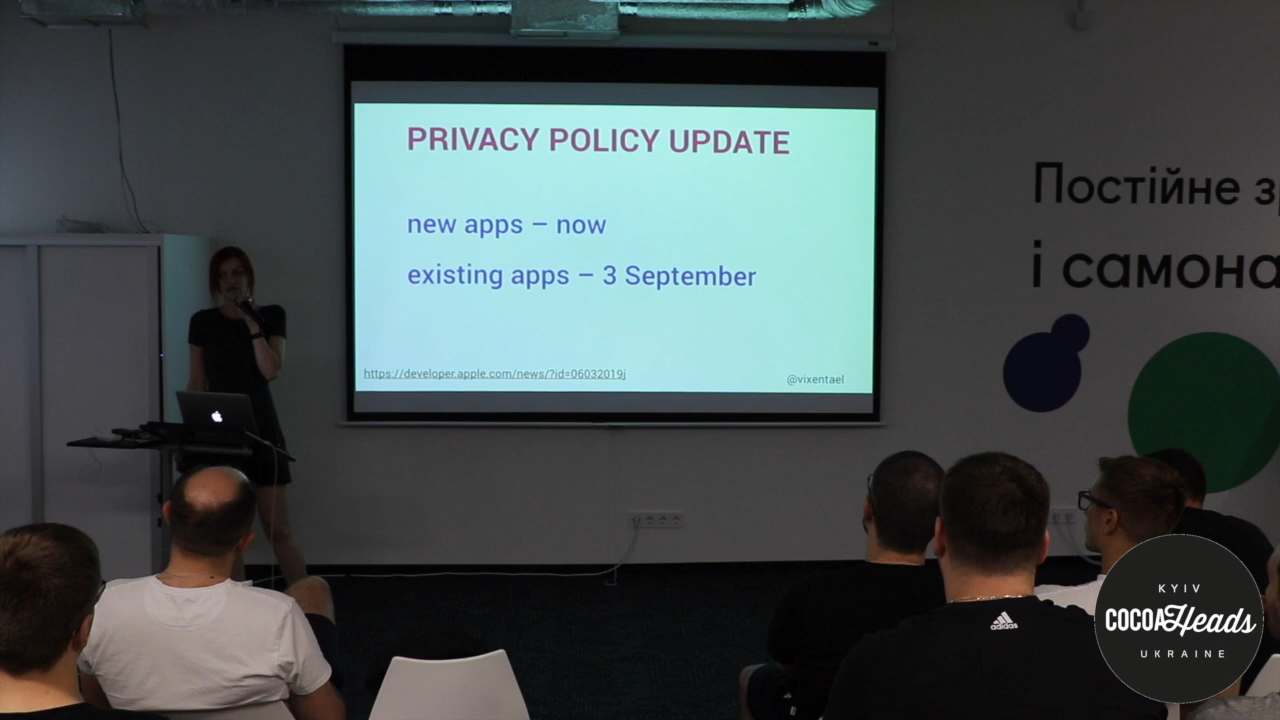 PRIVACY POLICY UPDATE
new apps – now
existing apps – 3 September
https://developer.apple.com/news/?id=06032019j
@vixentael
Постійне
і
adidas
KYIV
COCOAHeads
UKRAINE